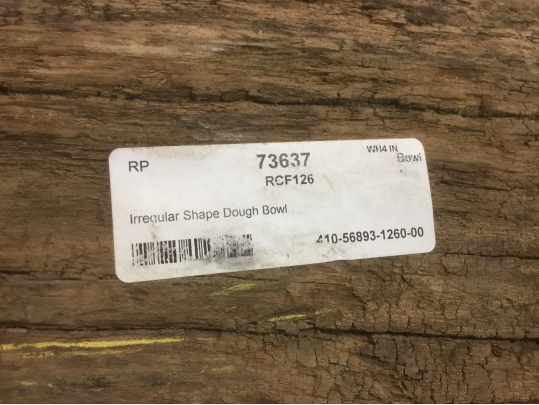 RP 73637 WH4 IN
Bowl
RCF126
Irregular Shape Dough Bowl
410-56893-1260-00